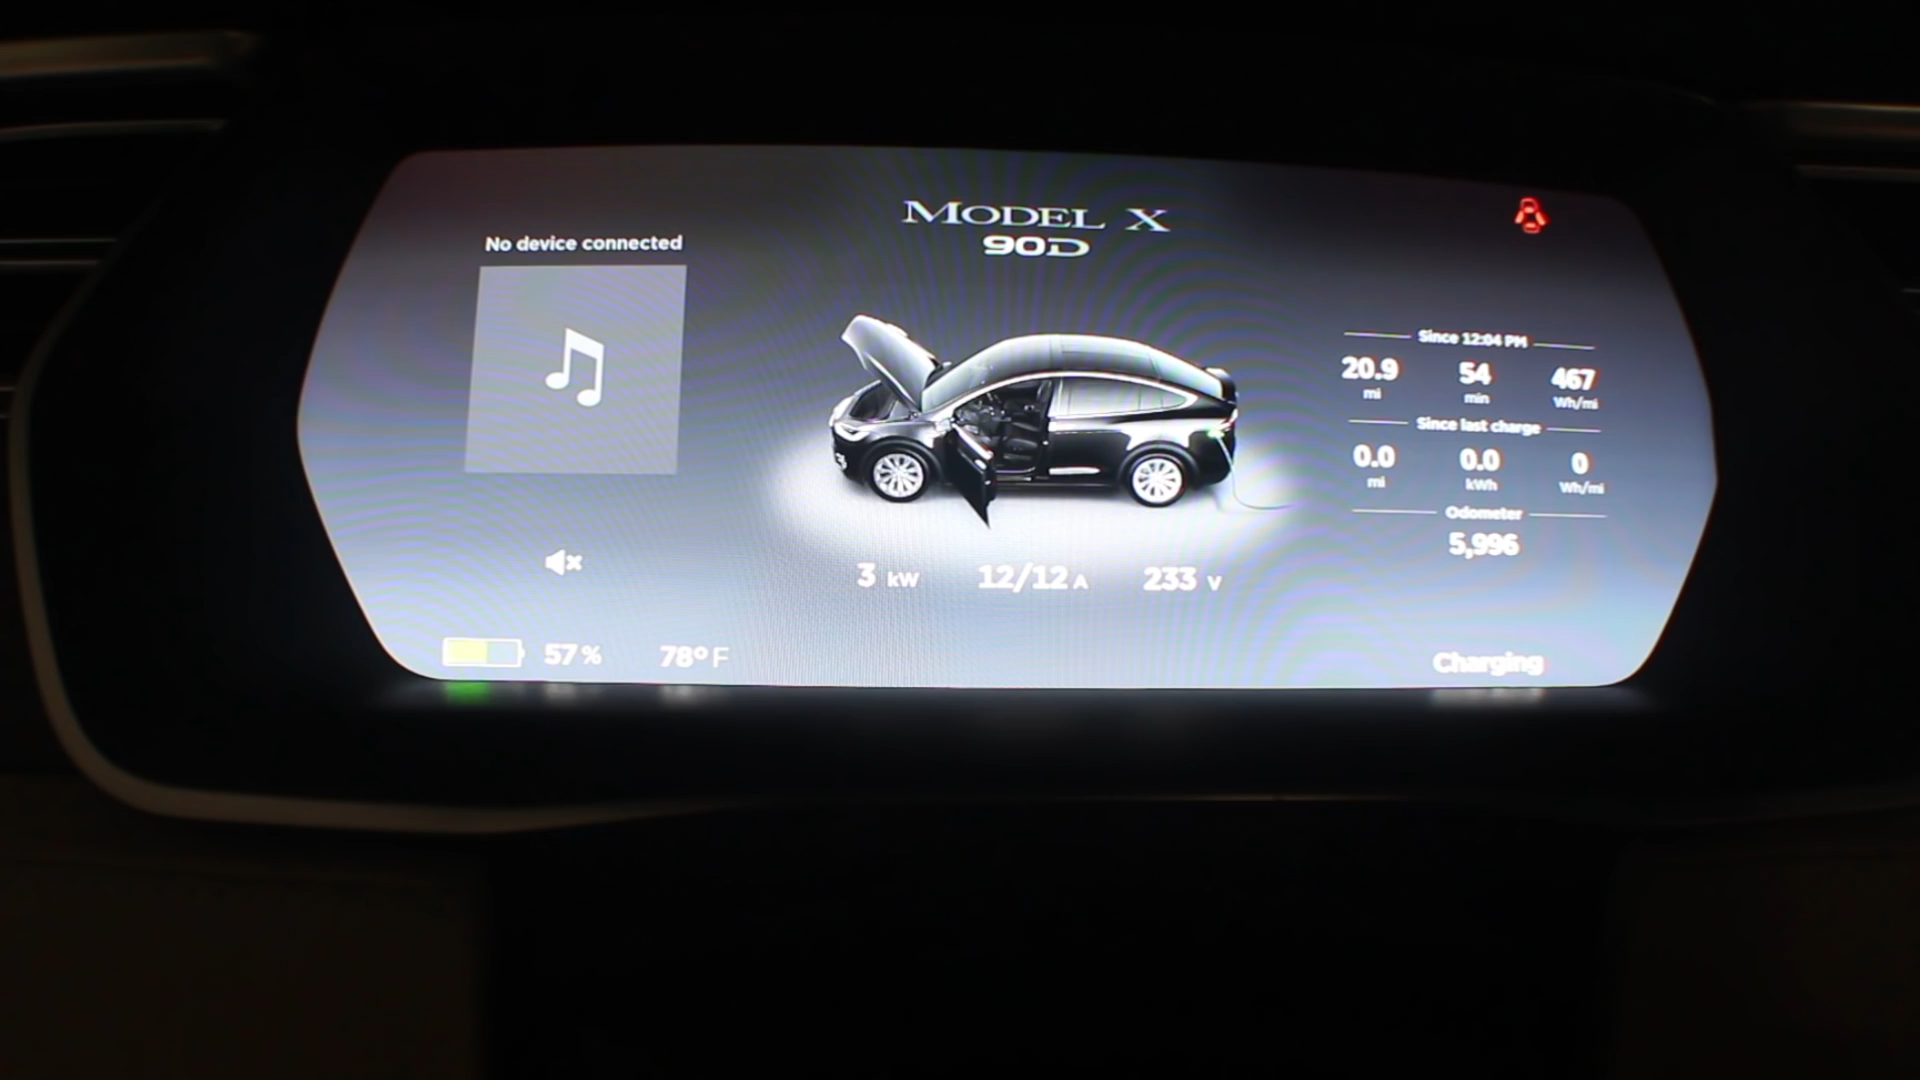 MODEL X
90D
No device connected
Since 12:04 PM
20.9 54 467
mi min Wh/mi
Since last charge
0.0 0.0 0
mi kWh Wh/mi
Odometer
5,996
3 kW 12/12 A 233 V
57 % 78° F
Charging